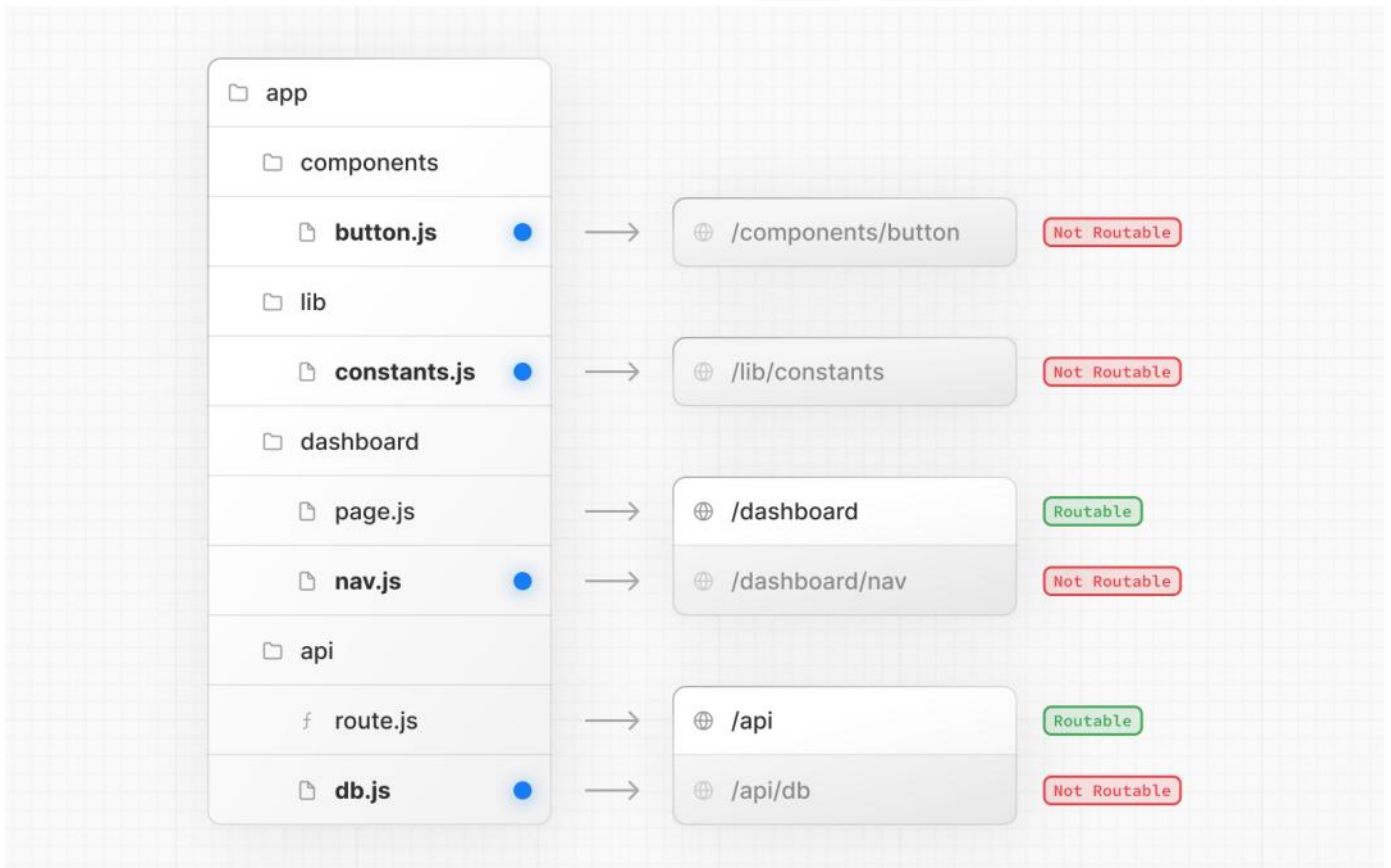 app
components
button.js /components/button Not Routable
lib
constants.js /lib/constants Not Routable
dashboard
page.js /dashboard Routable
nav.js /dashboard/nav Not Routable
api
route.js /api Routable
db.js /api/db Not Routable